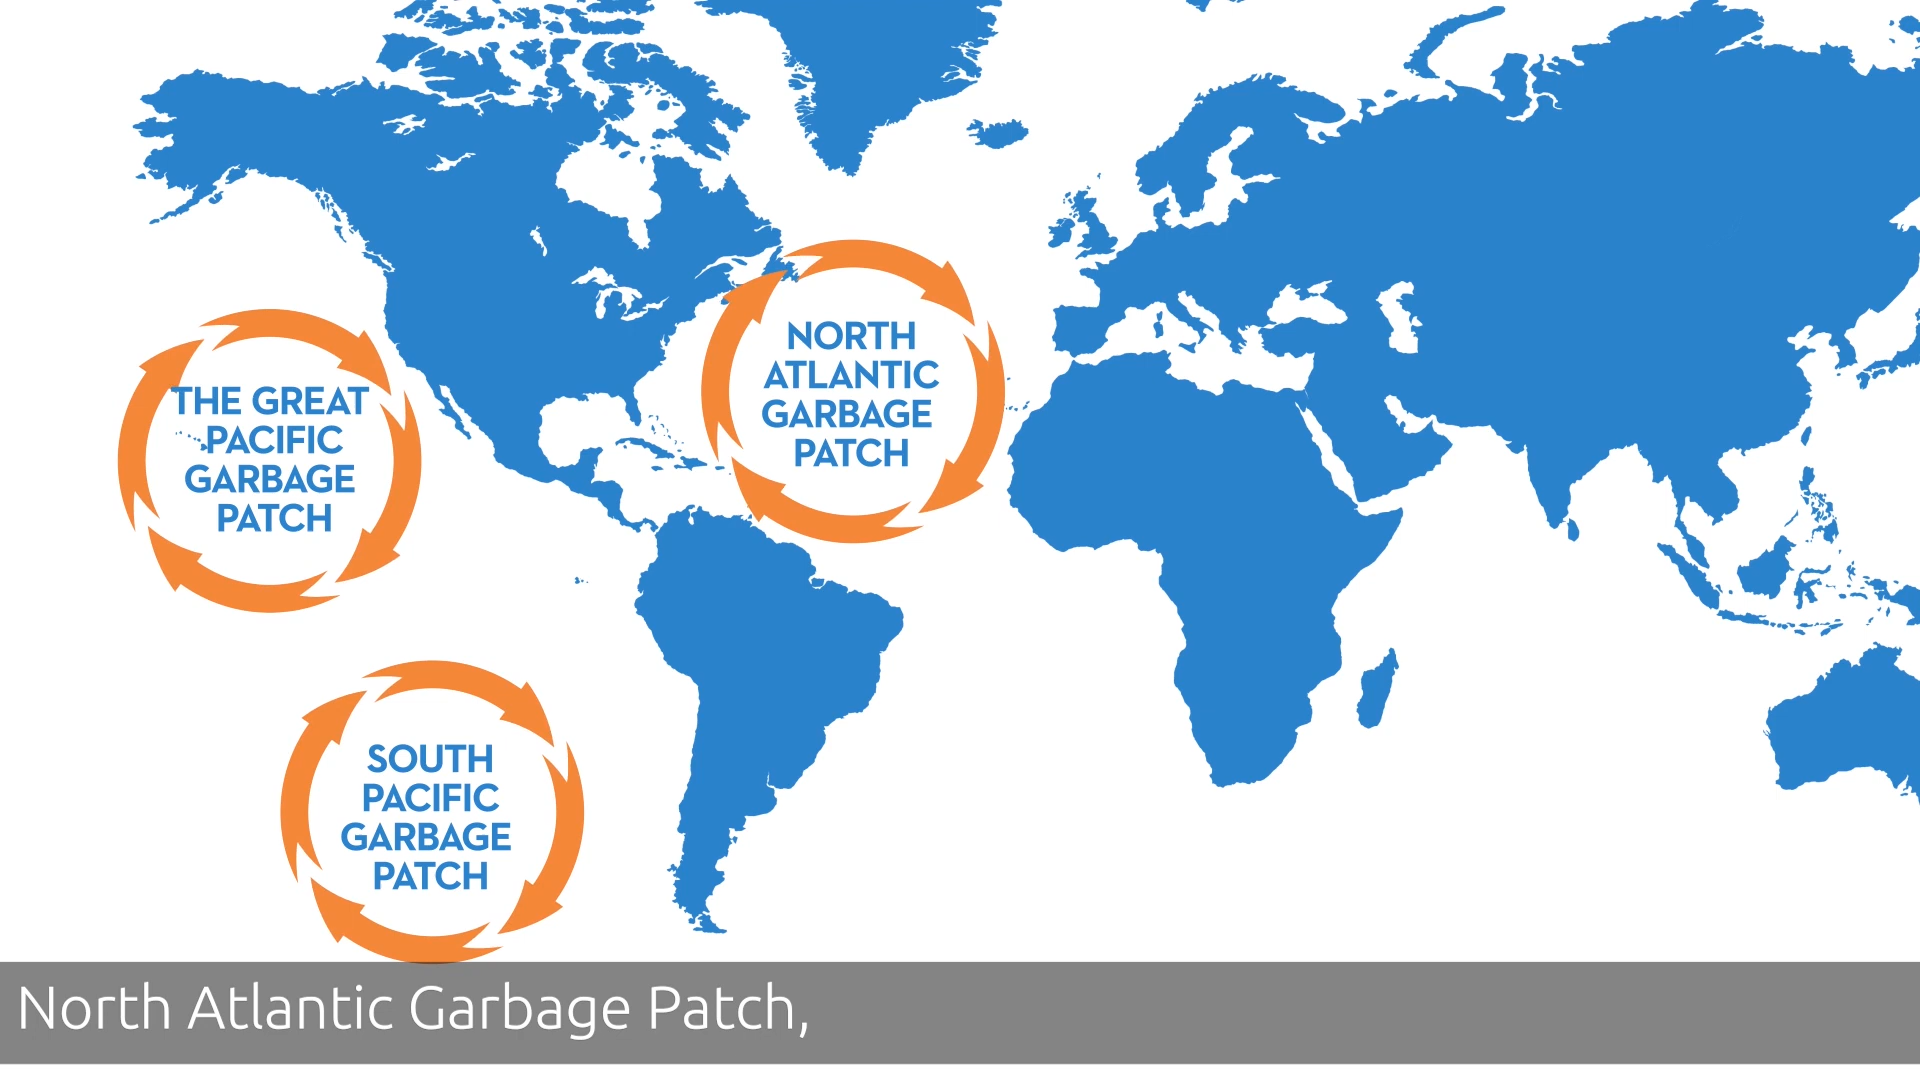 NORTH
ATLANTIC
GARBAGE
PATCH
THE GREAT
PACIFIC
GARBAGE
PATCH
SOUTH
PACIFIC
GARBAGE
PATCH
North Atlantic Garbage Patch,